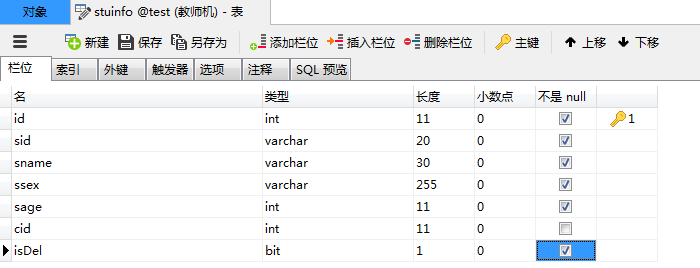 对象 stuinfo @test (教师机) - 表
新建 保存 另存为 添加栏位 插入栏位 删除栏位 主键 上移 下移
栏位 索引 外键 触发器 选项 注释 SQL 预览
名 类型 长度 小数点 不是 null
id int 11 0 1
sid varchar 20 0
sname varchar 30 0
ssex varchar 255 0
sage int 11 0
cid int 11 0
isDel bit 1 0